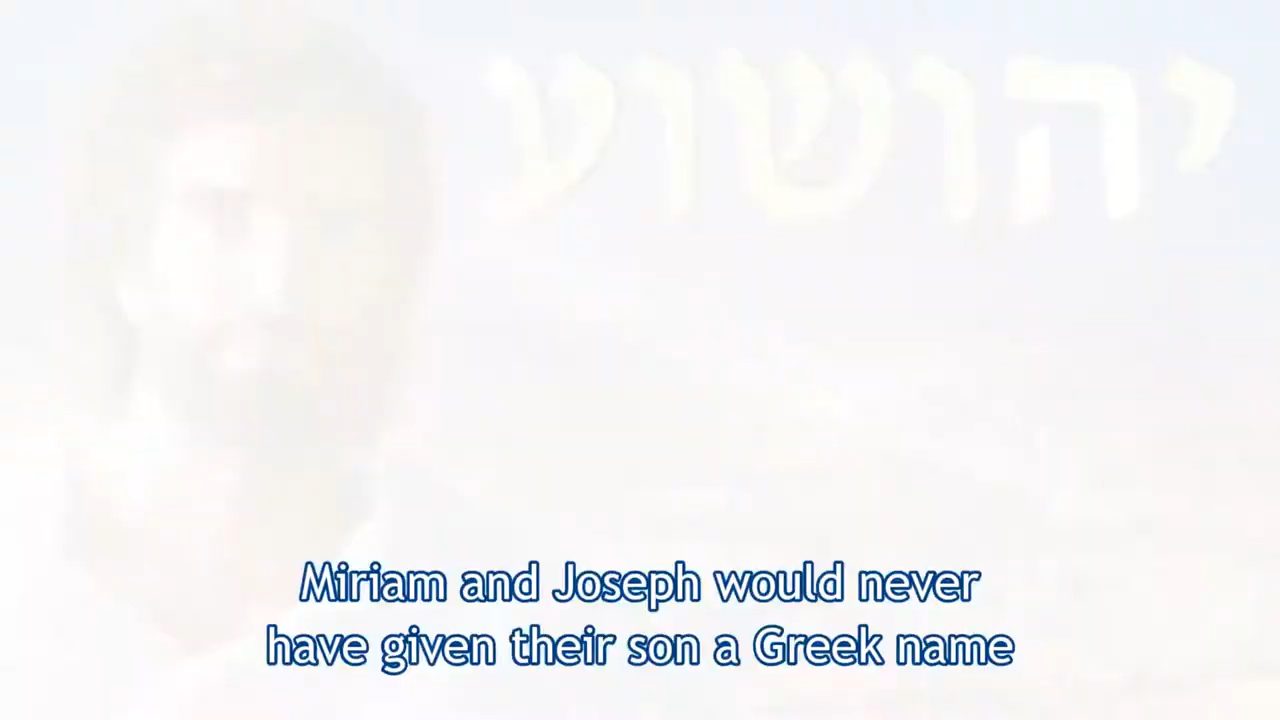 יהושוע
Miriam and Joseph would never
have given their son a Greek name